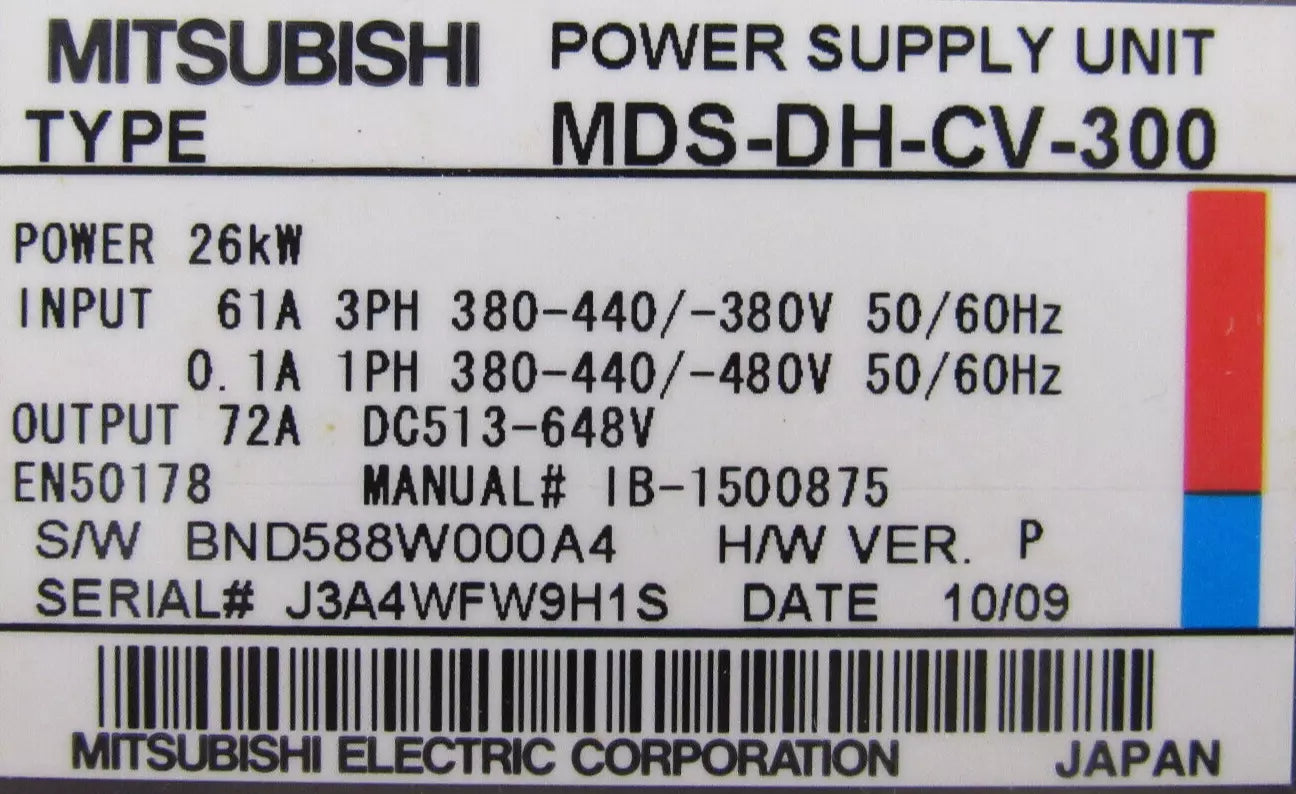 MITSUBISHI POWER SUPPLY UNIT
TYPE MDS-DH-CV-300
POWER 26kW
INPUT 61A 3PH 380-440/-380V 50/60Hz
0.1A 1PH 380-440/-480V 50/60Hz
OUTPUT 72A DC513-648V
EN50178 MANUAL# IB-1500875
S/W BND588W000A4 H/W VER. P
SERIAL# J3A4WFW9H1S DATE 10/09
MITSUBISHI ELECTRIC CORPORATION JAPAN